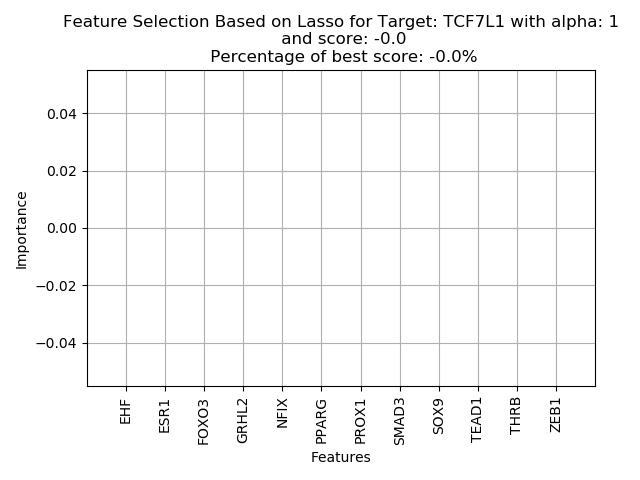 Feature Selection Based on Lasso for Target: TCF7L1 with alpha: 1
and score: -0.0
Percentage of best score: -0.0%
Importance
0.04
0.02
0.00
−0.02
−0.04
EHF
ESR1
FOXO3
GRHL2
NFIX
PPARG
PROX1
SMAD3
SOX9
TEAD1
THRB
ZEB1
Features